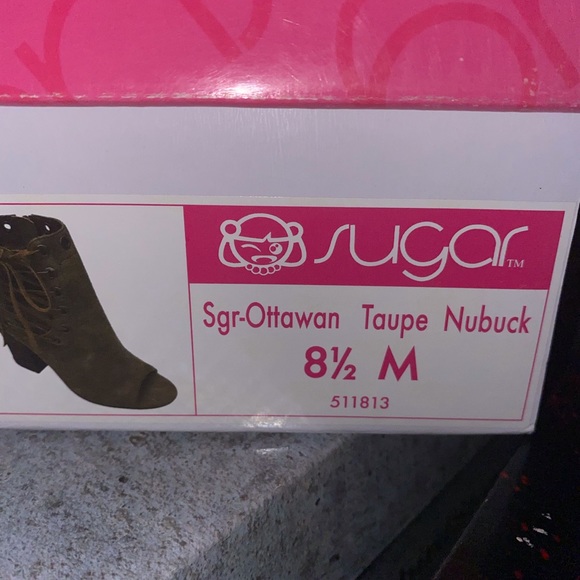 sugar™
Sgr-Ottawan Taupe Nubuck
8½ M
511813